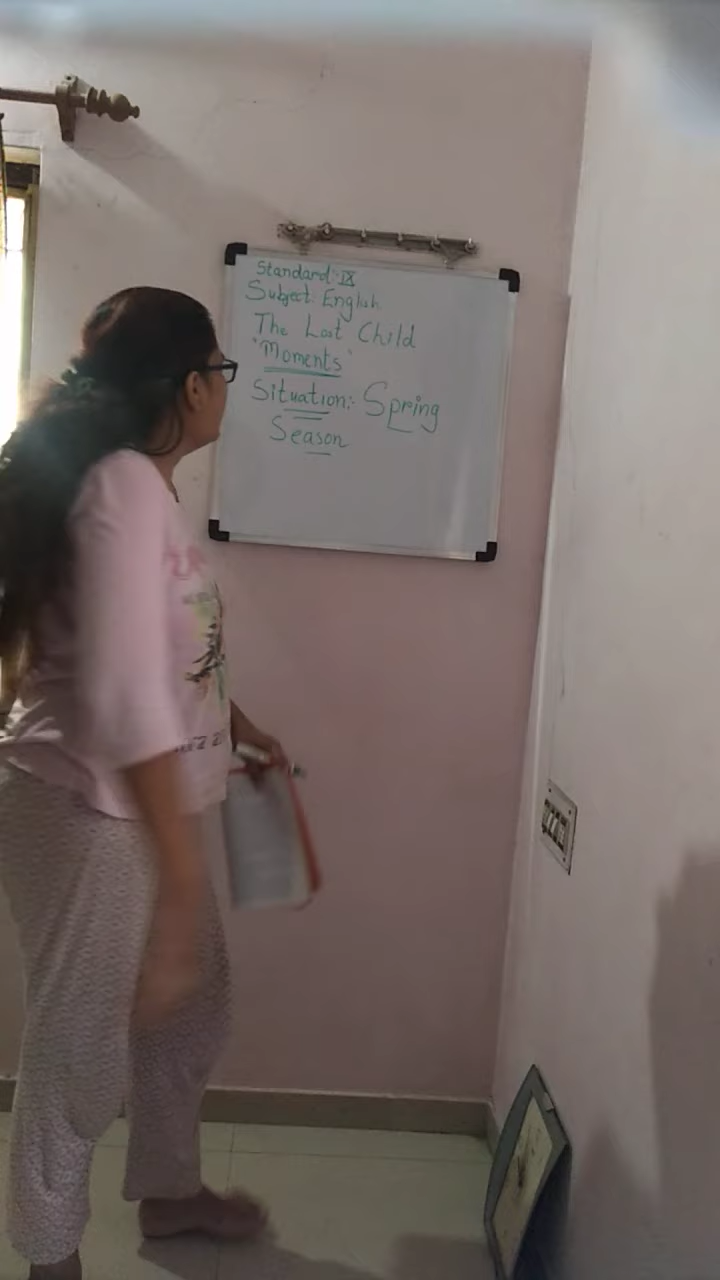 Standard:- IX
Subject: English
The Lost Child
"Moments"
Situation:- Spring
Season